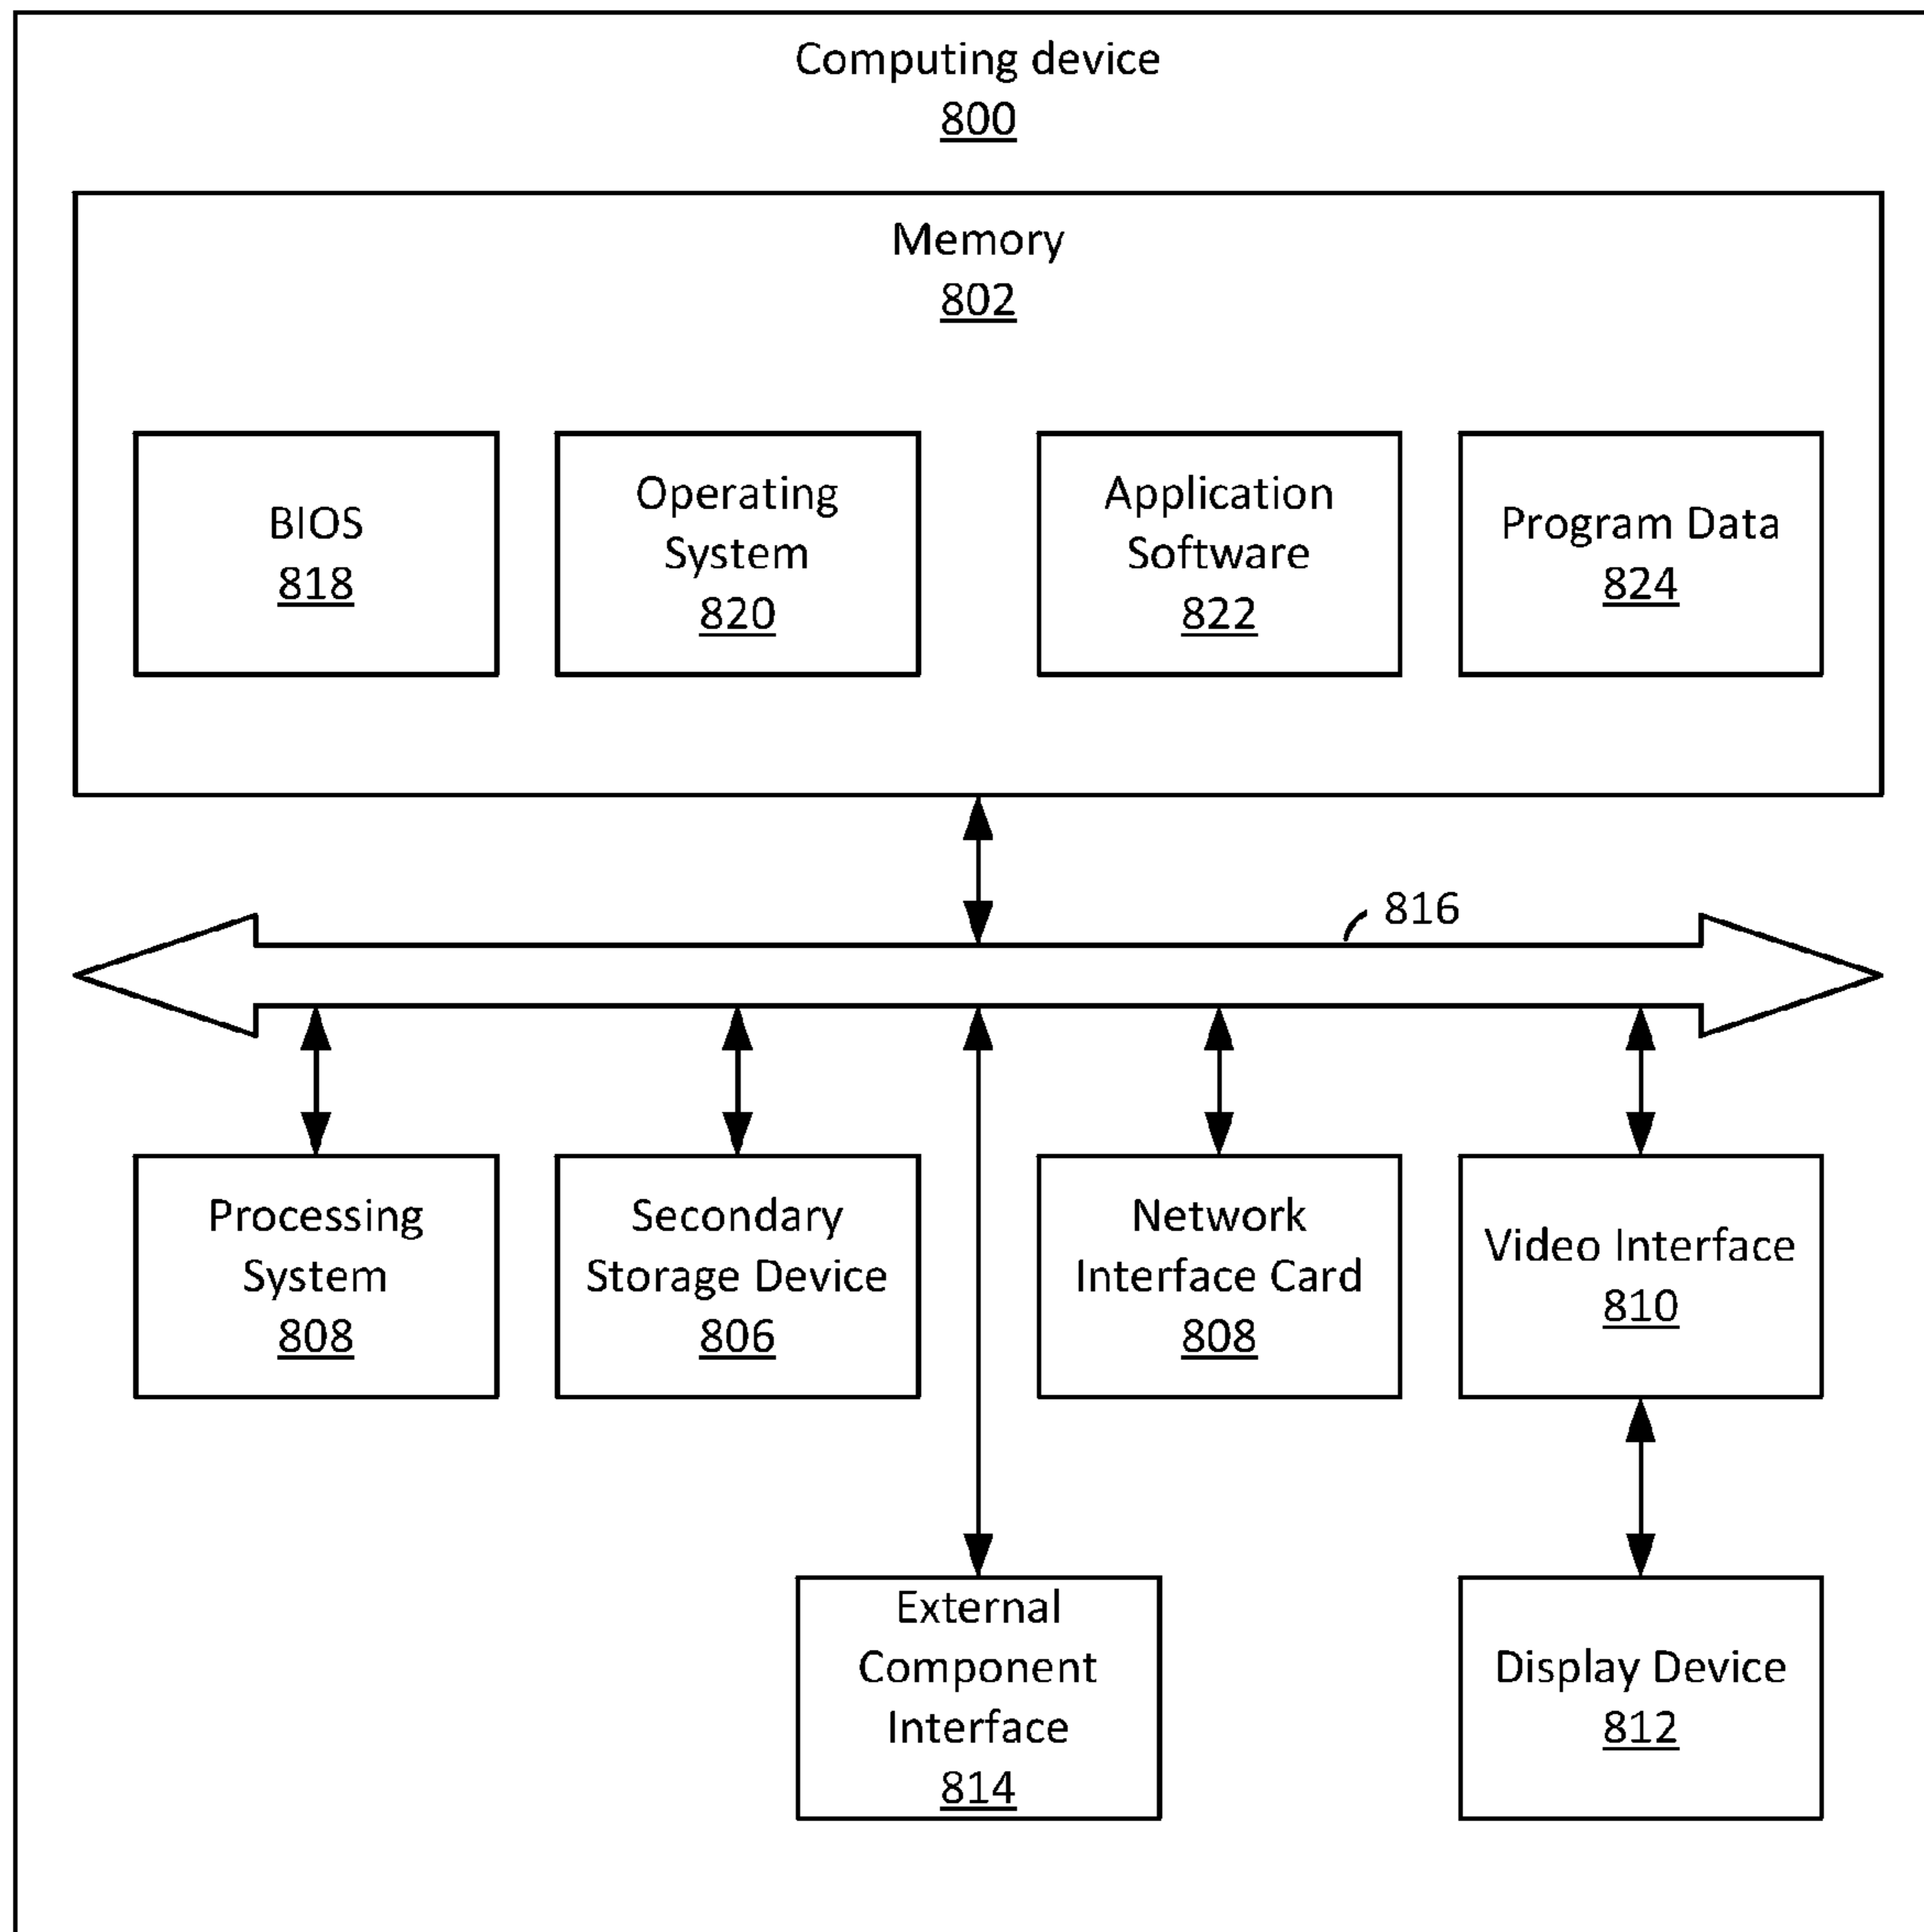 Computing device
800
Memory
802
BIOS
818
Operating
System
820
Application
Software
822
Program Data
824
816
Processing
System
808
Secondary
Storage Device
806
Network
Interface Card
808
Video Interface
810
External
Component
Interface
814
Display Device
812